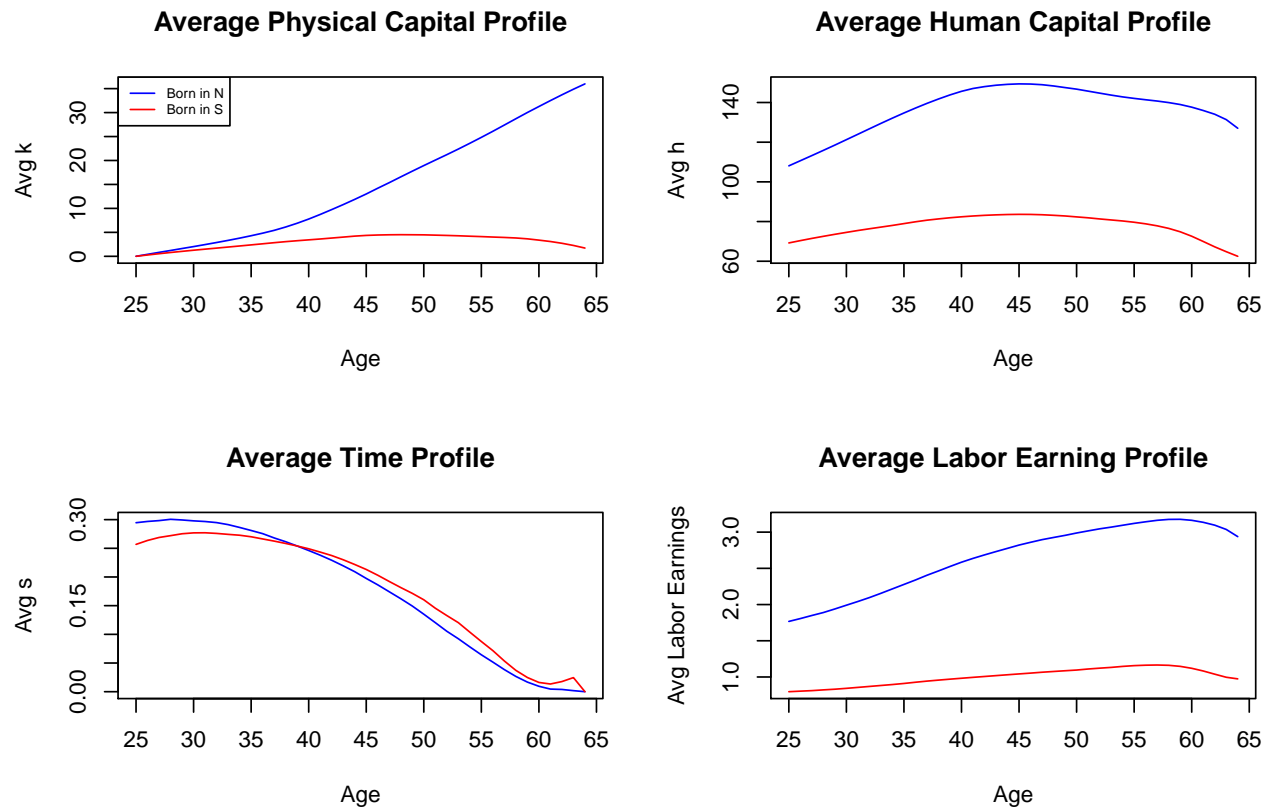 Average Physical Capital Profile
Avg k
0 10 20 30
Born in N
Born in S
25 30 35 40 45 50 55 60 65
Age
Average Human Capital Profile
Avg h
60 100 140
25 30 35 40 45 50 55 60 65
Age
Average Time Profile
Avg s
0.00 0.15 0.30
25 30 35 40 45 50 55 60 65
Age
Average Labor Earning Profile
Avg Labor Earnings
1.0 2.0 3.0
25 30 35 40 45 50 55 60 65
Age